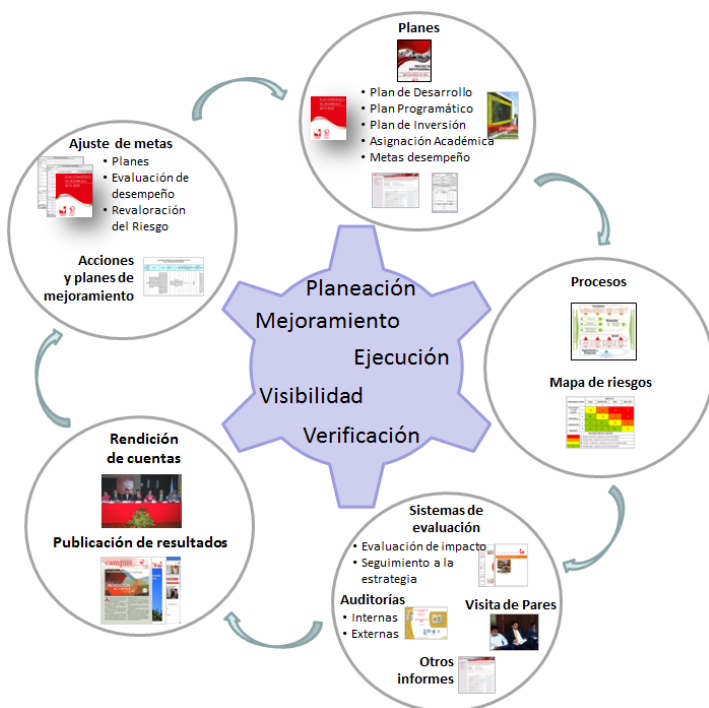 Planes
• Plan de Desarrollo
• Plan Programático
• Plan de Inversión
• Asignación Académica
• Metas desempeño
Ajuste de metas
• Planes
• Evaluación de
desempeño
• Revaloración
del Riesgo
Acciones
y planes de
mejoramiento
Planeación
Mejoramiento
Ejecución
Visibilidad
Verificación
Procesos
Mapa de riesgos
Rendición
de cuentas
Publicación de resultados
campus
Sistemas de
evaluación
• Evaluación de impacto
• Seguimiento a la
estrategia
Auditorías
• Internas
• Externas
Visita de Pares
Otros
informes